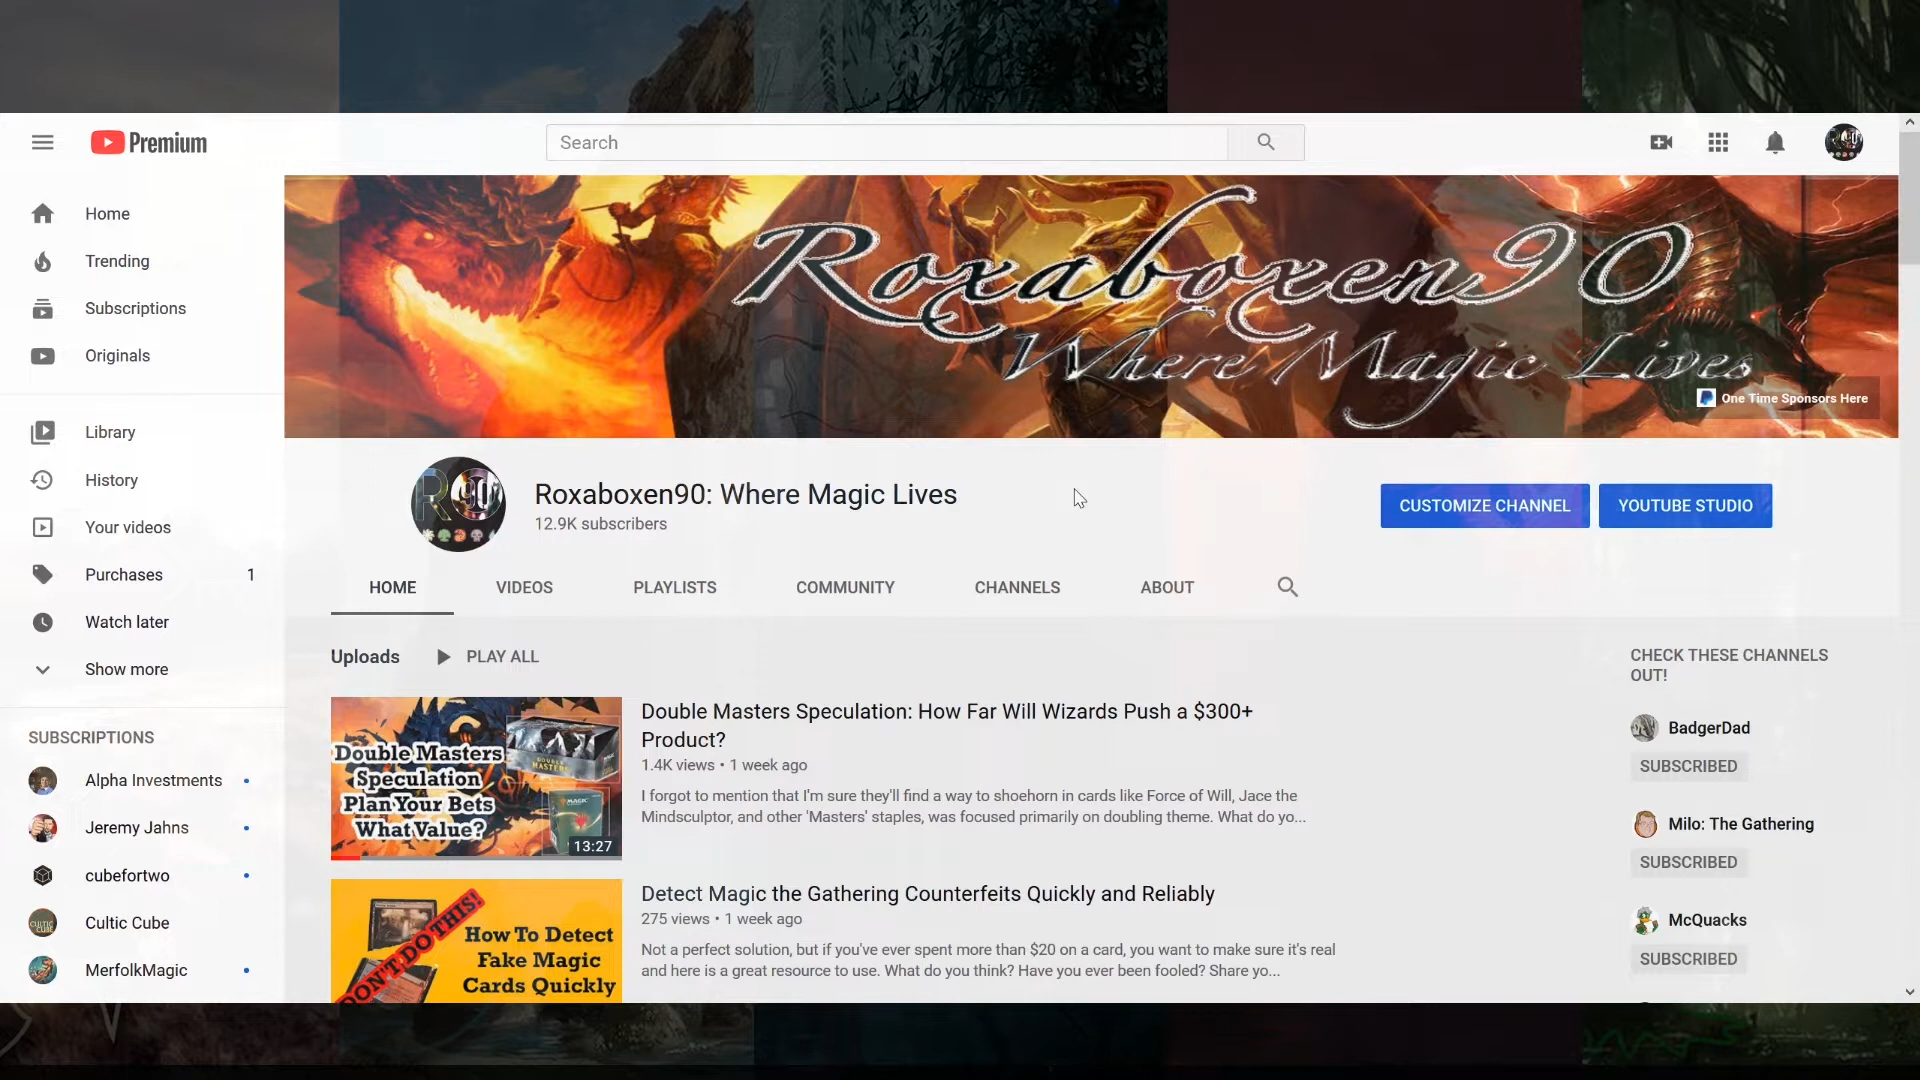 Premium
Search
Home
Trending
Subscriptions
Originals
Library
History
Your videos
Purchases 1
Watch later
Show more
SUBSCRIPTIONS
Alpha Investments
Jeremy Jahns
cubefortwo
Cultic Cube
MerfolkMagic
Roxaboxen90
Where Magic Lives
One Time Sponsors Here
R90
Roxaboxen90: Where Magic Lives
12.9K subscribers
CUSTOMIZE CHANNEL
YOUTUBE STUDIO
HOME VIDEOS PLAYLISTS COMMUNITY CHANNELS ABOUT
Uploads PLAY ALL
Double Masters
Speculation
Plan Your Bets
What Value?
13:27
Double Masters Speculation: How Far Will Wizards Push a $300+
Product?
1.4K views • 1 week ago
I forgot to mention that I'm sure they'll find a way to shoehorn in cards like Force of Will, Jace the
Mindsculptor, and other 'Masters' staples, was focused primarily on doubling theme. What do yo...
DON'T DO THIS!
How To Detect
Fake Magic
Cards Quickly
Detect Magic the Gathering Counterfeits Quickly and Reliably
275 views • 1 week ago
Not a perfect solution, but if you've ever spent more than $20 on a card, you want to make sure it's real
and here is a great resource to use. What do you think? Have you ever been fooled? Share yo...
CHECK THESE CHANNELS
OUT!
BadgerDad
SUBSCRIBED
Milo: The Gathering
SUBSCRIBED
McQuacks
SUBSCRIBED